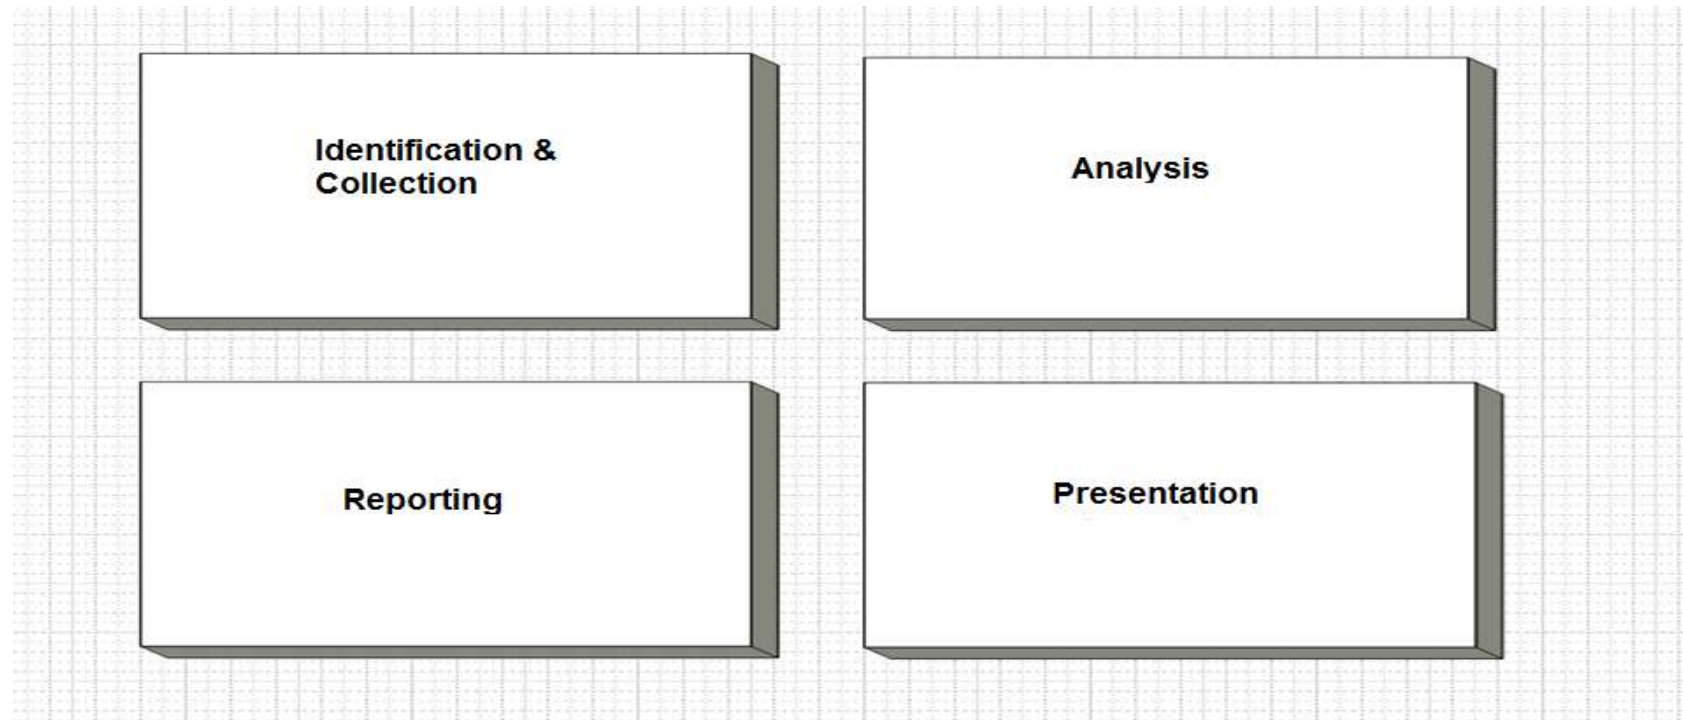 Identification &
Collection
Analysis
Reporting
Presentation